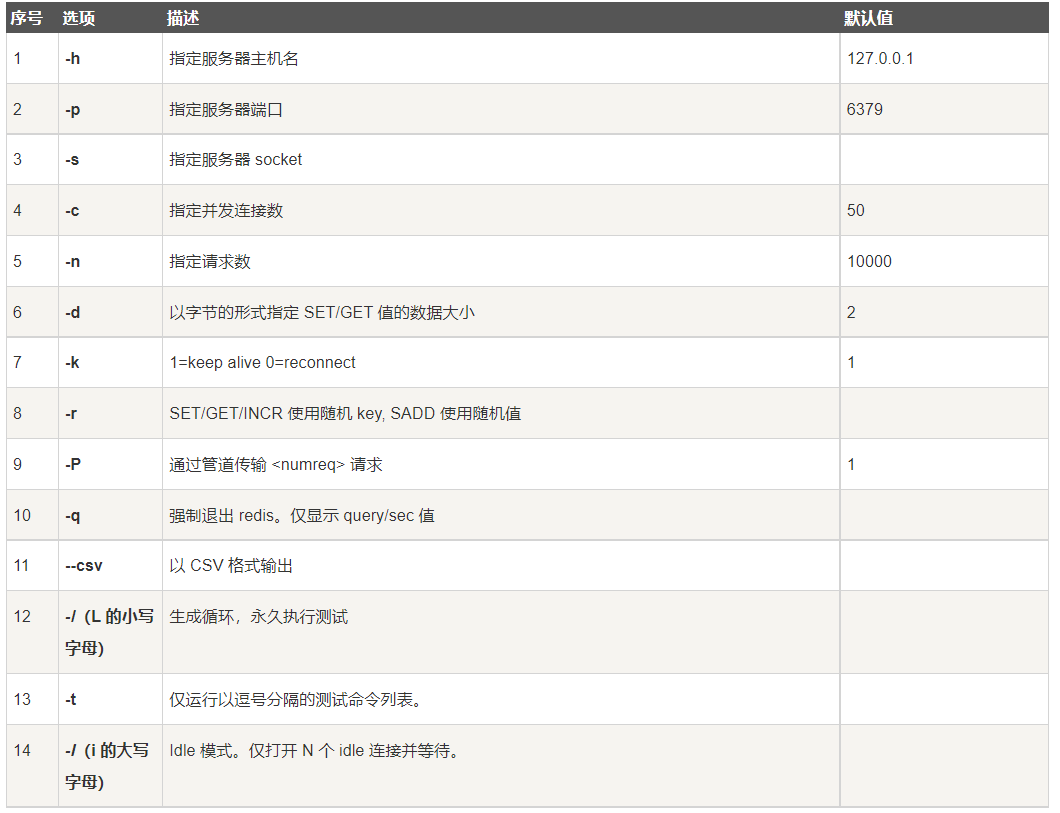 序号 选项 描述 默认值
1 -h 指定服务器主机名 127.0.0.1
2 -p 指定服务器端口 6379
3 -s 指定服务器 socket
4 -c 指定并发连接数 50
5 -n 指定请求数 10000
6 -d 以字节的形式指定 SET/GET 值的数据大小 2
7 -k 1=keep alive 0=reconnect 1
8 -r SET/GET/INCR 使用随机 key, SADD 使用随机值
9 -P 通过管道传输 <numreq> 请求 1
10 -q 强制退出 redis。仅显示 query/sec 值
11 --csv 以 CSV 格式输出
12 -l（L 的小写 生成循环，永久执行测试
字母）
13 -t 仅运行以逗号分隔的测试命令列表。
14 -I（i 的大写 Idle 模式。仅打开 N 个 idle 连接并等待。
字母）